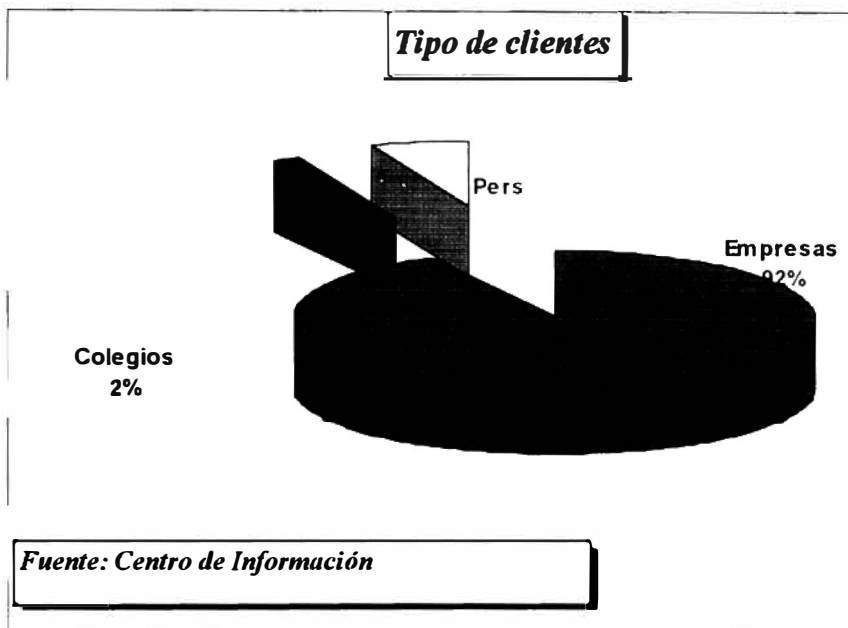 Tipo de clientes
Pers
Empresas
92%
Colegios
2%
Fuente: Centro de Información